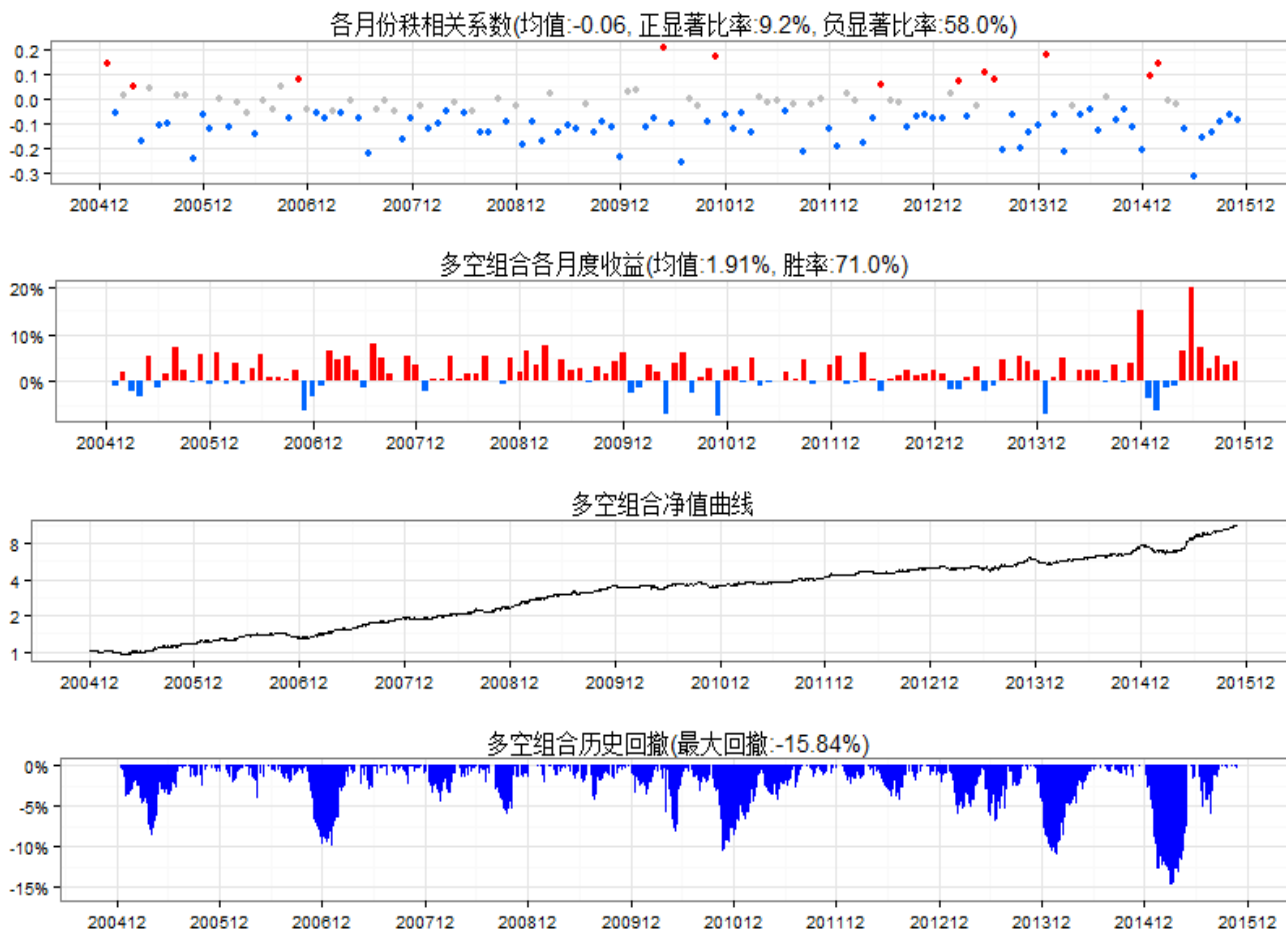 各月份秩相关系数(均值:-0.06, 正显著比率:9.2%, 负显著比率:58.0%)
0.2
0.1
0.0
-0.1
-0.2
-0.3
200412 200512 200612 200712 200812 200912 201012 201112 201212 201312 201412 201512
多空组合各月度收益(均值:1.91%, 胜率:71.0%)
20%
10%
0%
200412 200512 200612 200712 200812 200912 201012 201112 201212 201312 201412 201512
多空组合净值曲线
8
4
2
1
200412 200512 200612 200712 200812 200912 201012 201112 201212 201312 201412 201512
多空组合历史回撤(最大回撤:-15.84%)
0%
-5%
-10%
-15%
200412 200512 200612 200712 200812 200912 201012 201112 201212 201312 201412 201512